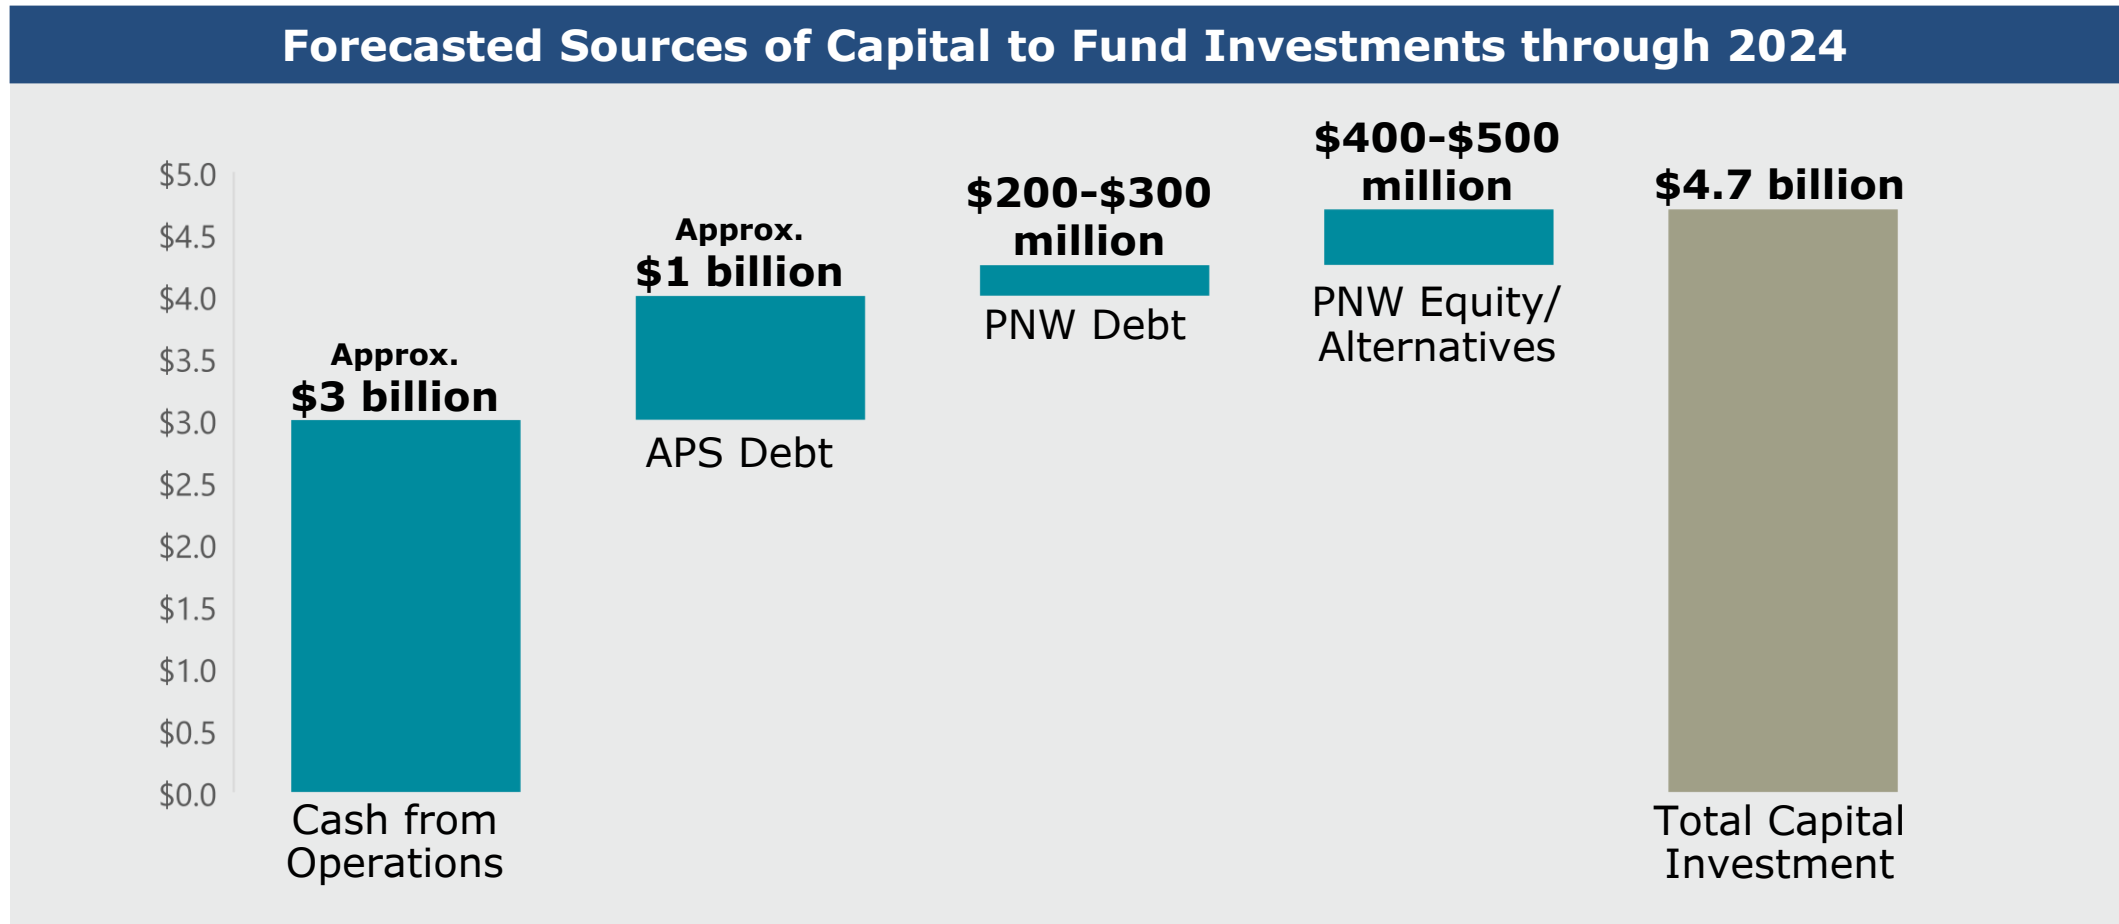 Forecasted Sources of Capital to Fund Investments through 2024
$5.0
$4.5
$4.0
$3.5
$3.0
$2.5
$2.0
$1.5
$1.0
$0.5
$0.0
Approx.
$3 billion
Cash from
Operations
Approx.
$1 billion
APS Debt
$200-$300
million
PNW Debt
$400-$500
million
PNW Equity/
Alternatives
$4.7 billion
Total Capital
Investment